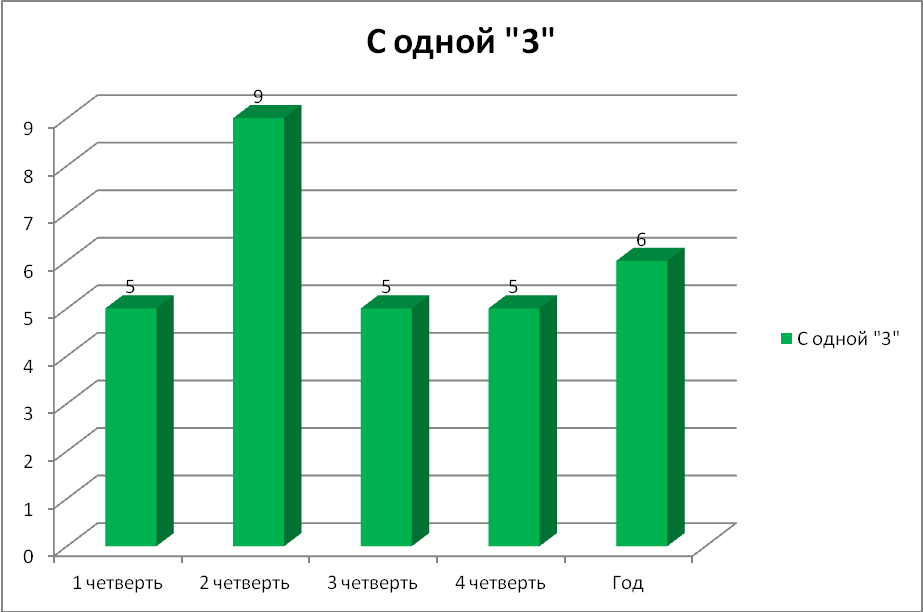 С одной "3"
9
9
8
7
6
5
4
3
2
1
0
5
5
5
6
1 четверть
2 четверть
3 четверть
4 четверть
Год
С одной "3"